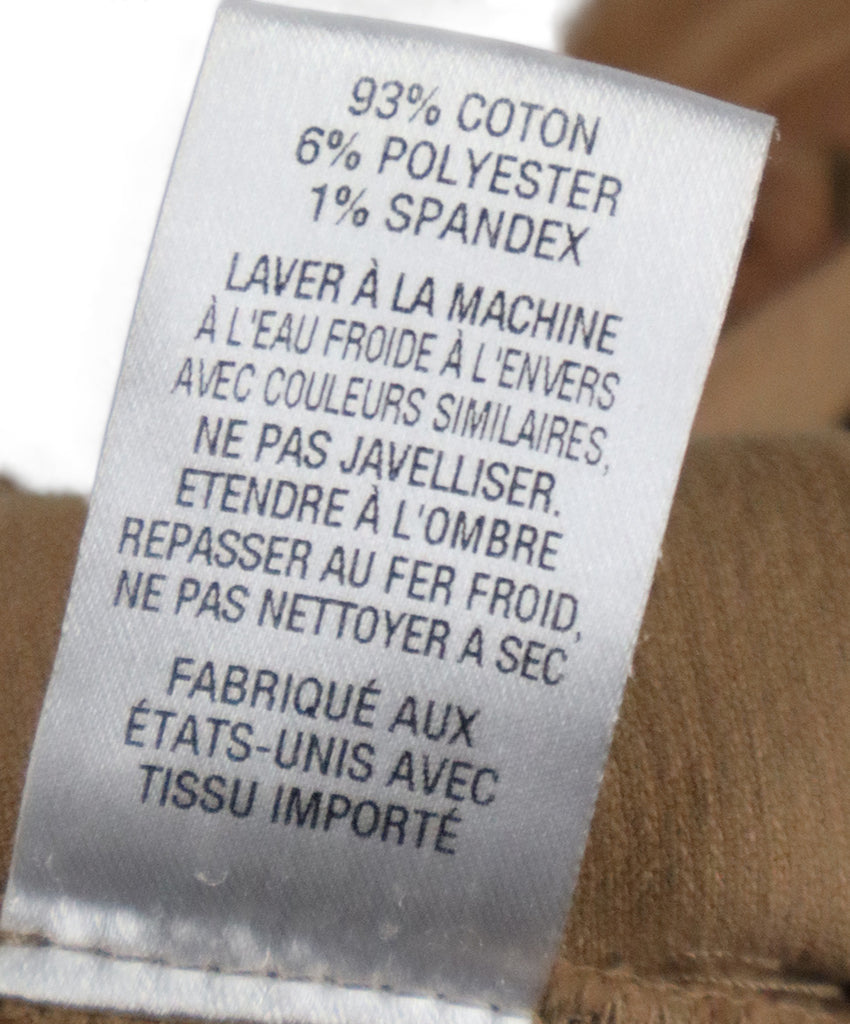 93% COTON
6% POLYESTER
1% SPANDEX
LAVER À LA MACHINE
À L'EAU FROIDE À L'ENVERS
AVEC COULEURS SIMILAIRES,
NE PAS JAVELLISER.
ETENDRE À L'OMBRE
REPASSER AU FER FROID,
NE PAS NETTOYER A SEC
FABRIQUÉ AUX
ÉTATS-UNIS AVEC
TISSU IMPORTÉ